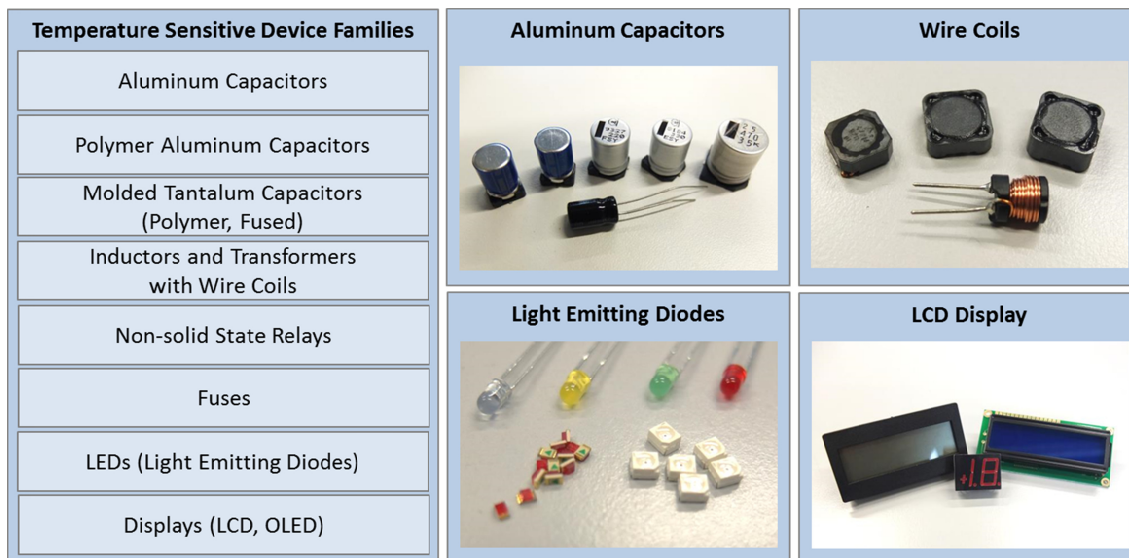 Temperature Sensitive Device Families
Aluminum Capacitors
Polymer Aluminum Capacitors
Molded Tantalum Capacitors
(Polymer, Fused)
Inductors and Transformers
with Wire Coils
Non-solid State Relays
Fuses
LEDs (Light Emitting Diodes)
Displays (LCD, OLED)
Aluminum Capacitors
Wire Coils
Light Emitting Diodes
LCD Display
+1.8.